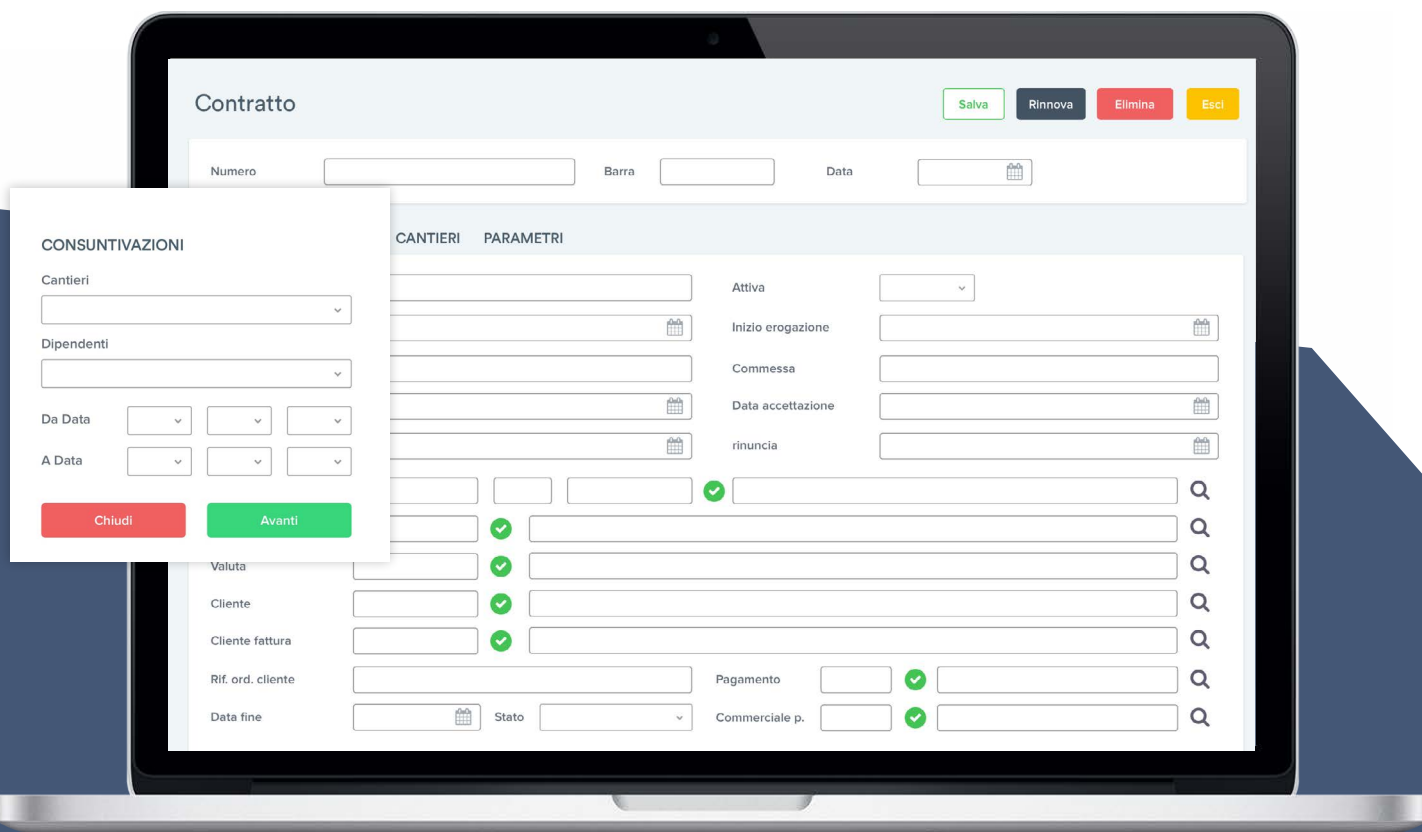 Contratto
Salva Rinnova Elimina Esci
Numero Barra Data
CANTIERI PARAMETRI
CONSUNTIVAZIONI
Cantieri
Dipendenti
Da Data
A Data
Chiudi Avanti
Attiva
Inizio erogazione
Commessa
Data accettazione
rinuncia
Valuta
Cliente
Cliente fattura
Rif. ord. cliente Pagamento
Data fine Stato Commerciale p.